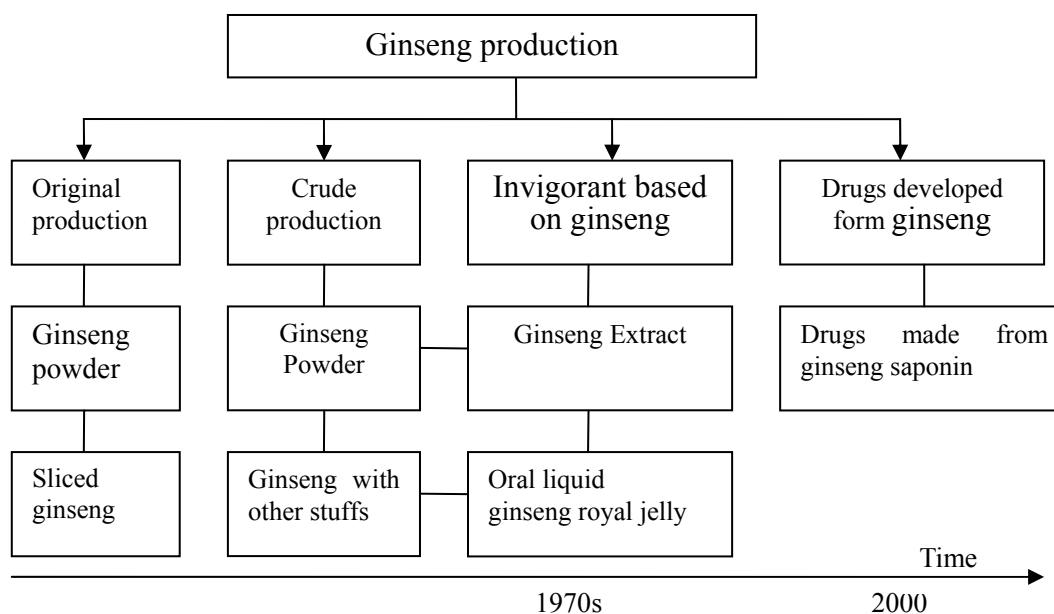 Ginseng production
Original
production
Crude
production
Invigorant based
on ginseng
Drugs developed
form ginseng
Ginseng
powder
Ginseng
Powder
Ginseng Extract
Drugs made from
ginseng saponin
Sliced
ginseng
Ginseng with
other stuffs
Oral liquid
ginseng royal jelly
Time
1970s
2000